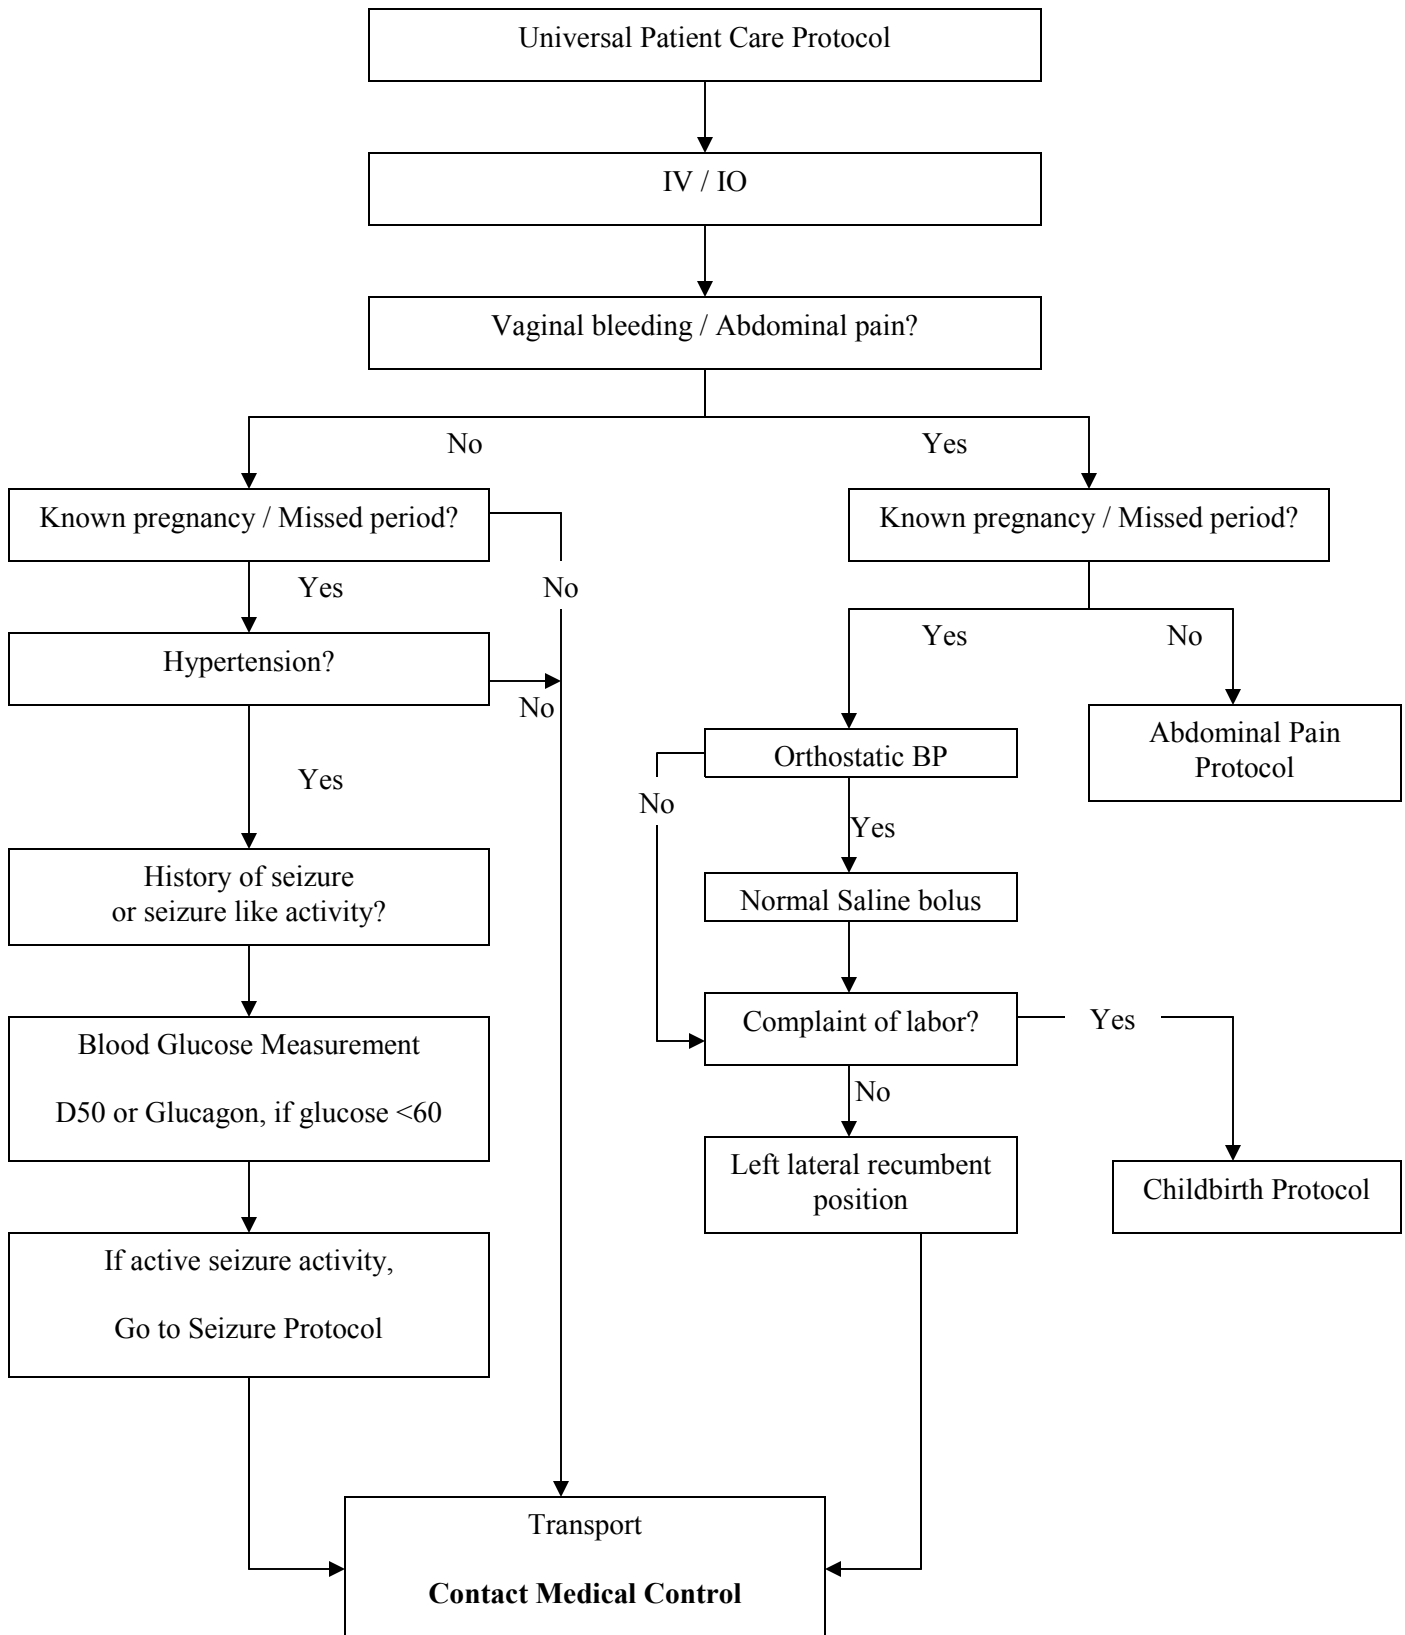 Universal Patient Care Protocol
IV / IO
Vaginal bleeding / Abdominal pain?
No
Yes
Known pregnancy / Missed period?
Known pregnancy / Missed period?
Yes
No
Hypertension?
No
Yes
Yes
No
Orthostatic BP
Abdominal Pain
Protocol
No
Yes
History of seizure
or seizure like activity?
Normal Saline bolus
Blood Glucose Measurement
D50 or Glucagon, if glucose <60
Complaint of labor?
Yes
No
Left lateral recumbent
position
Childbirth Protocol
If active seizure activity,
Go to Seizure Protocol
Transport
Contact Medical Control